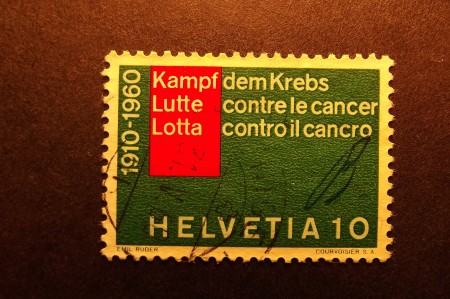 1910-1960
Kampf dem Krebs
Lutte contre le cancer
Lotta contro il cancro
HELVETIA 10
EMIL RUDER COURVOISIER S.A.